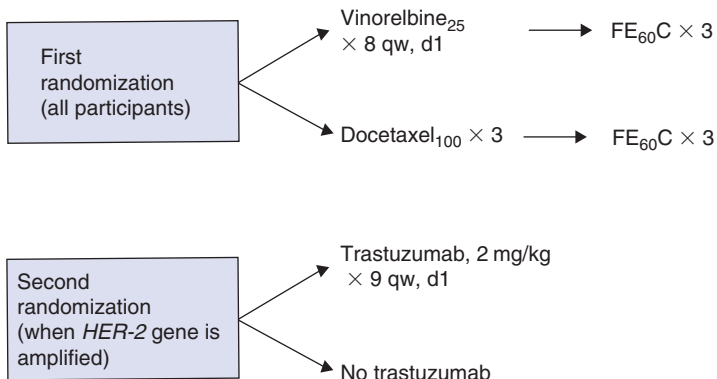 First
randomization
(all participants)
Vinorelbine₂₅
× 8 qw, d1
FE₆₀C × 3
Docetaxel₁₀₀ × 3
FE₆₀C × 3
Second
randomization
(when HER-2 gene is
amplified)
Trastuzumab, 2 mg/kg
× 9 qw, d1
No trastuzumab